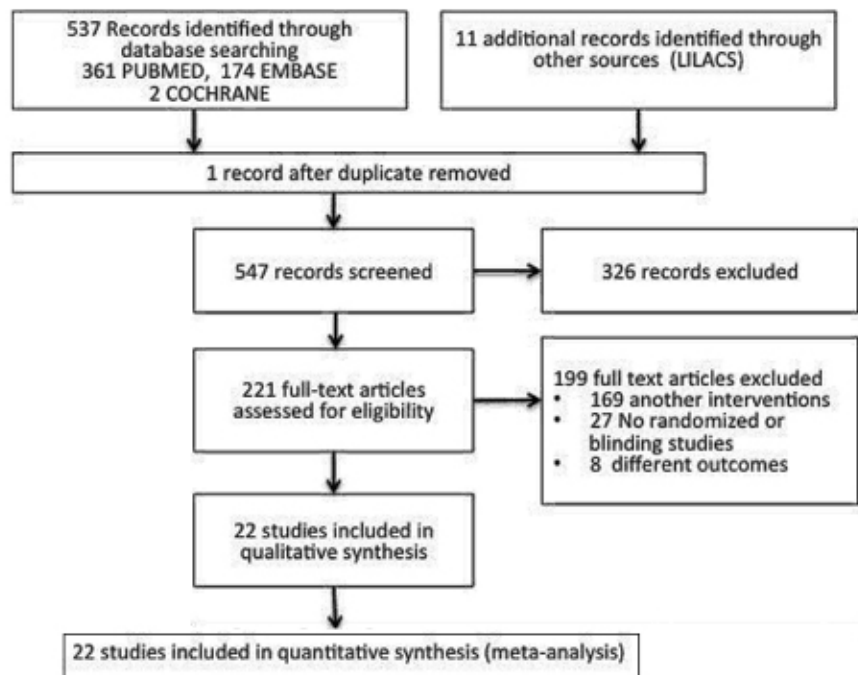 537 Records identified through
database searching
361 PUBMED, 174 EMBASE
2 COCHRANE
11 additional records identified through
other sources (LILACS)
1 record after duplicate removed
547 records screened
326 records excluded
221 full-text articles
assessed for eligibility
199 full text articles excluded
• 169 another interventions
• 27 No randomized or
blinding studies
• 8 different outcomes
22 studies included in
qualitative synthesis
22 studies included in quantitative synthesis (meta-analysis)